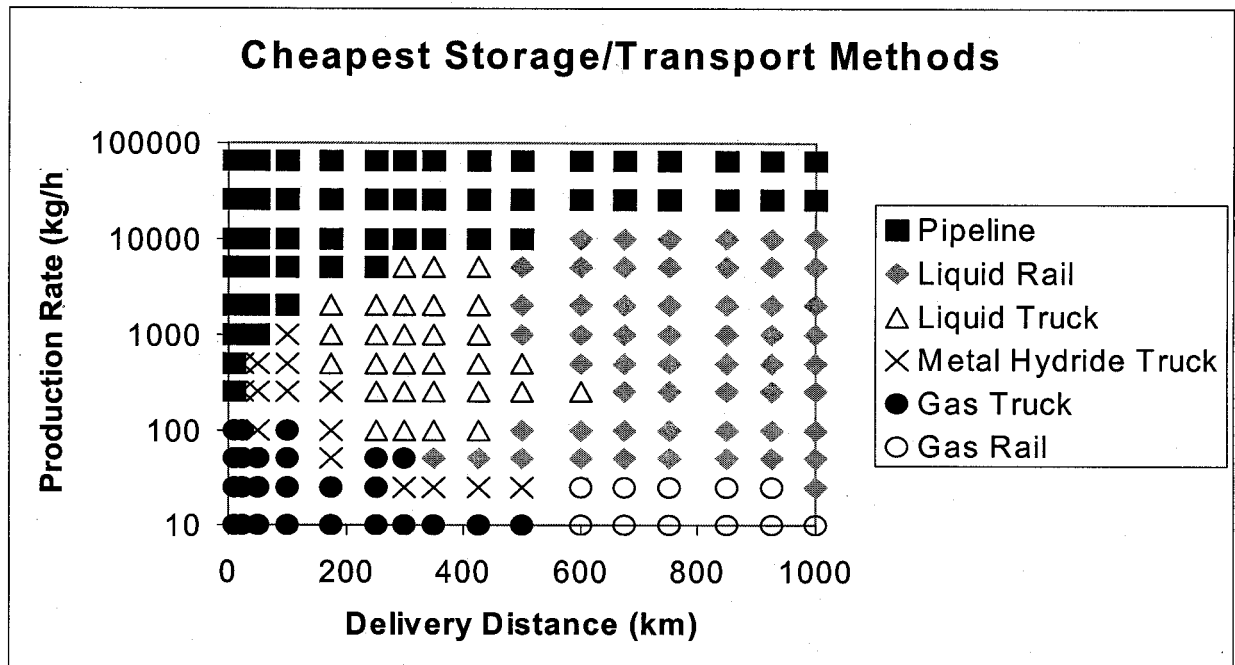 Cheapest Storage/Transport Methods
Production Rate (kg/h)
100000
10000
1000
100
10
0 200 400 600 800 1000
Delivery Distance (km)
Pipeline
Liquid Rail
Liquid Truck
Metal Hydride Truck
Gas Truck
Gas Rail